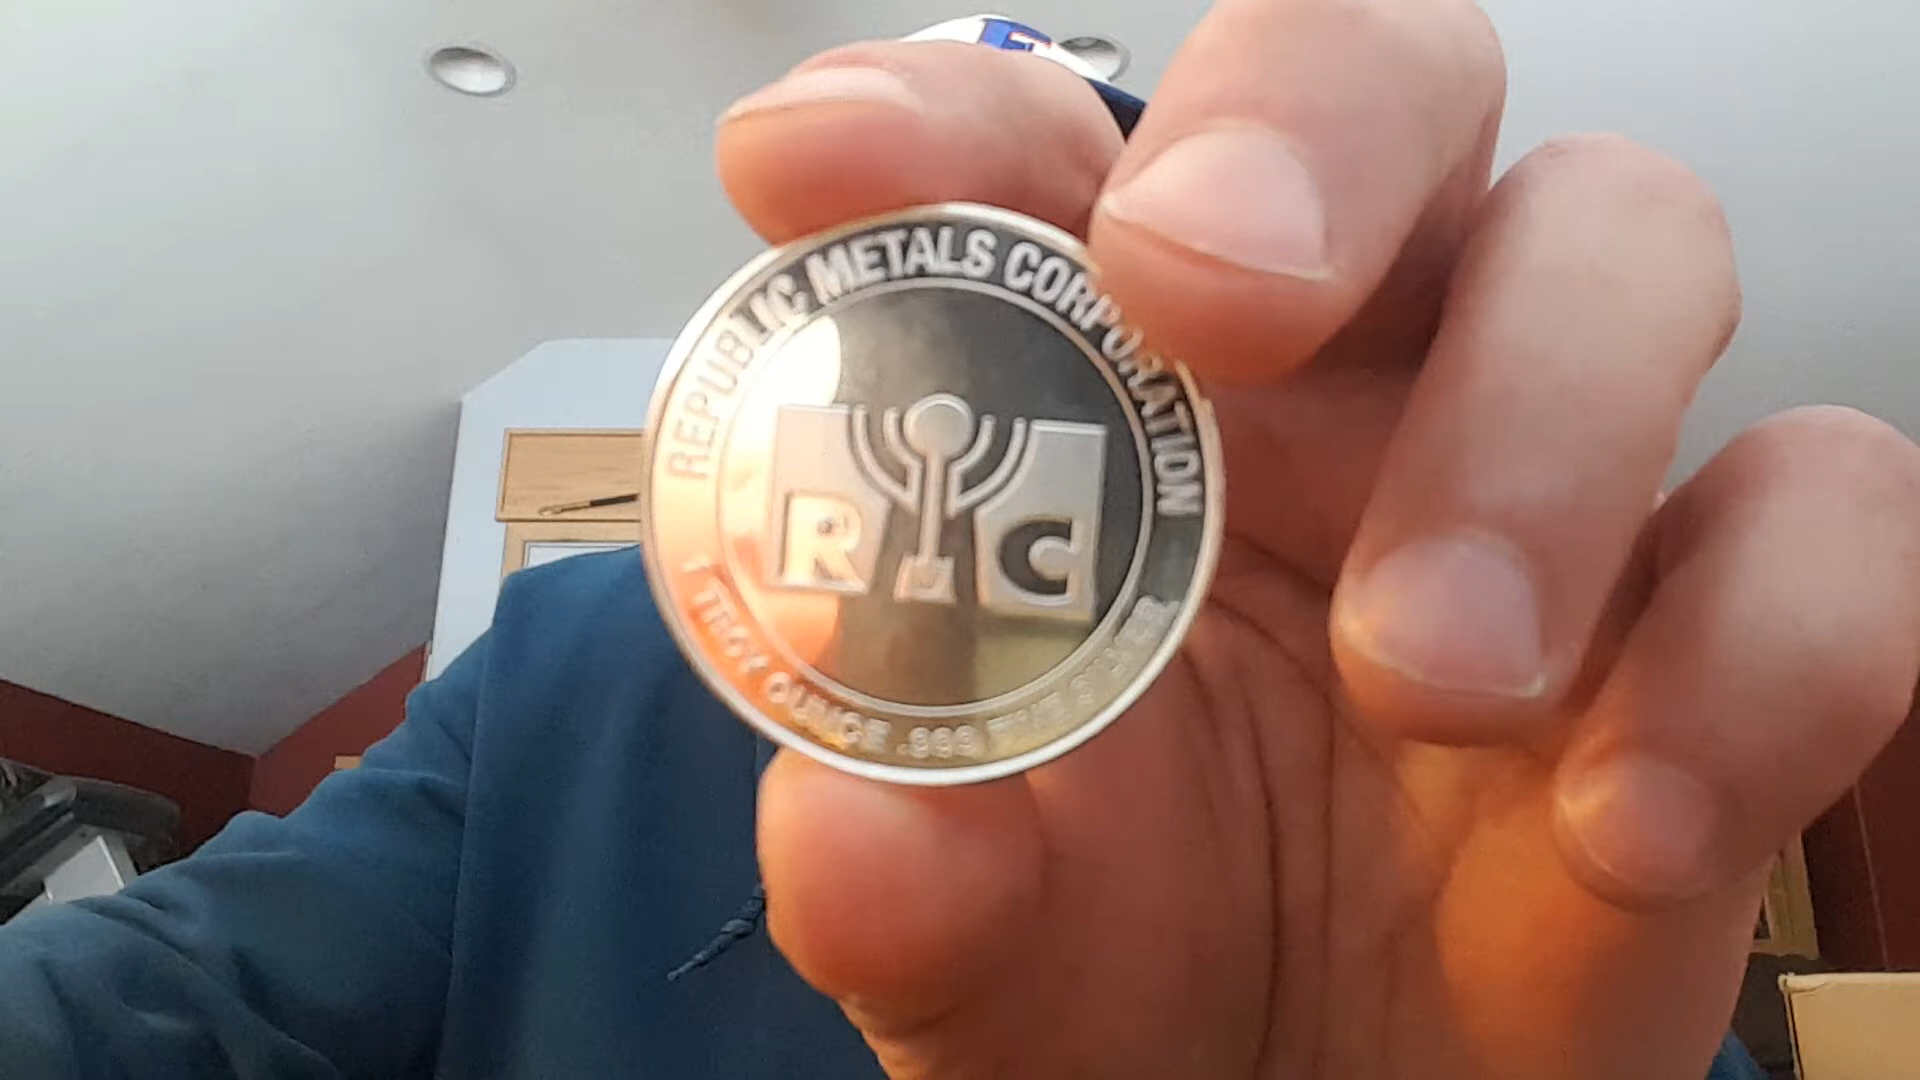 REPUBLIC METALS CORPORATION
R C
1 TROY OUNCE .999 FINE SILVER